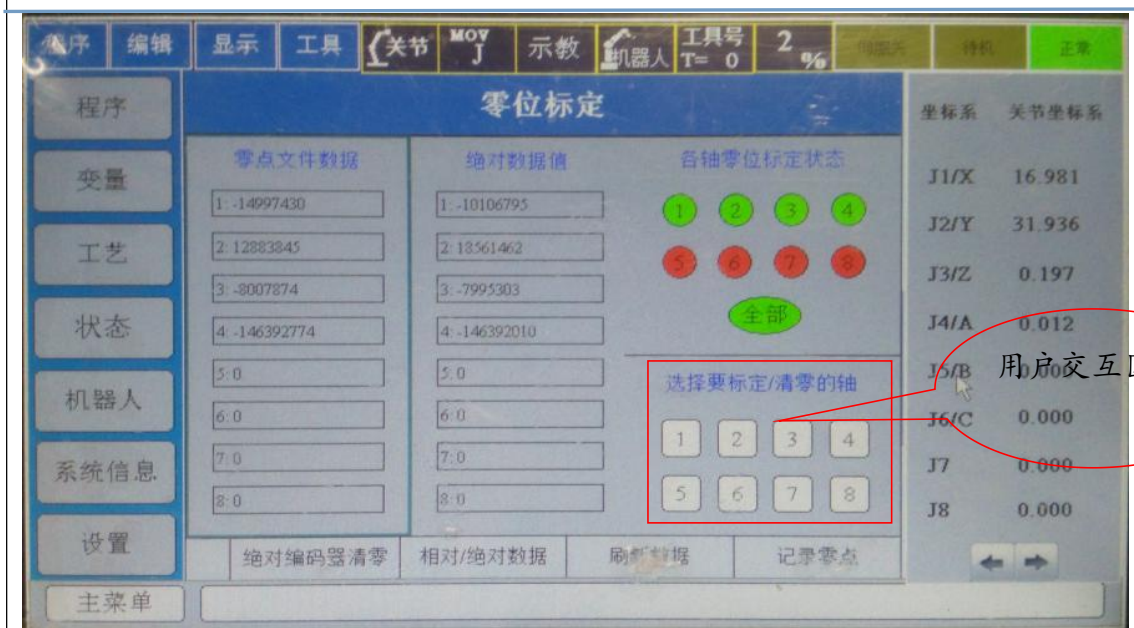 程序 编辑 显示 工具 关节 MOV J 示教 机器人 工具号 T= 0 2 % 伺服关 待机 正常
程序
变量
工艺
状态
机器人
系统信息
设置
主菜单
零位标定
零点文件数据
1: -14997430
2: 12883845
3: -8007874
4: -146392774
5: 0
6: 0
7: 0
8: 0
绝对数据值
1: -10106795
2: 18561462
3: -7995303
4: -146392010
5: 0
6: 0
7: 0
8: 0
各轴零位标定状态
1 2 3 4
5 6 7 8
全部
选择要标定/清零的轴
1 2 3 4
5 6 7 8
绝对编码器清零 相对/绝对数据 刷新数据 记录零点
坐标系 关节坐标系
J1/X 16.981
J2/Y 31.936
J3/Z 0.197
J4/A 0.012
J5/B 0.000
J6/C 0.000
J7 0.000
J8 0.000
用户交互